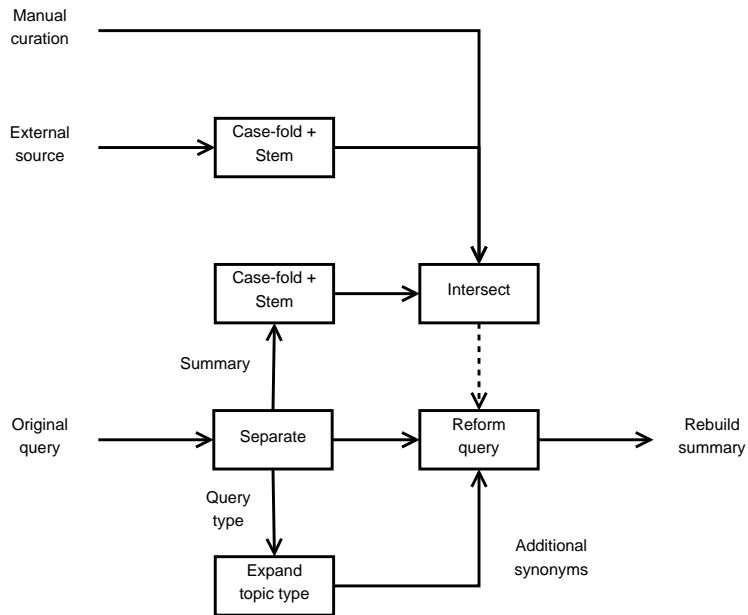 Manual
curation
External
source
Case-fold +
Stem
Case-fold +
Stem
Intersect
Summary
Original
query
Separate
Reform
query
Rebuild
summary
Query
type
Expand
topic type
Additional
synonyms